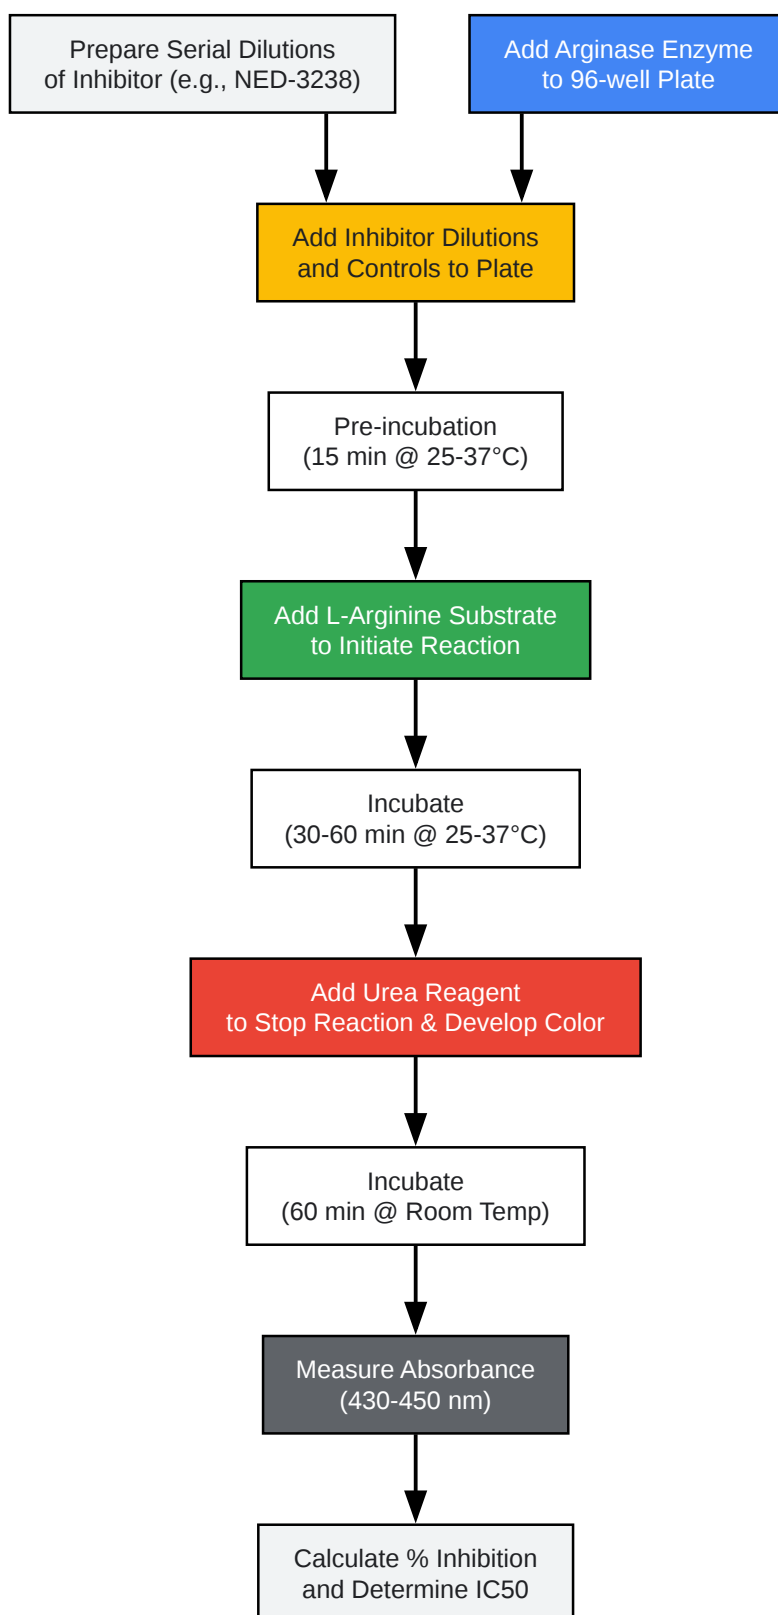 Prepare Serial Dilutions
of Inhibitor (e.g., NED-3238)
Add Arginase Enzyme
to 96-well Plate
Add Inhibitor Dilutions
and Controls to Plate
Pre-incubation
(15 min @ 25-37°C)
Add L-Arginine Substrate
to Initiate Reaction
Incubate
(30-60 min @ 25-37°C)
Add Urea Reagent
to Stop Reaction & Develop Color
Incubate
(60 min @ Room Temp)
Measure Absorbance
(430-450 nm)
Calculate % Inhibition
and Determine IC50